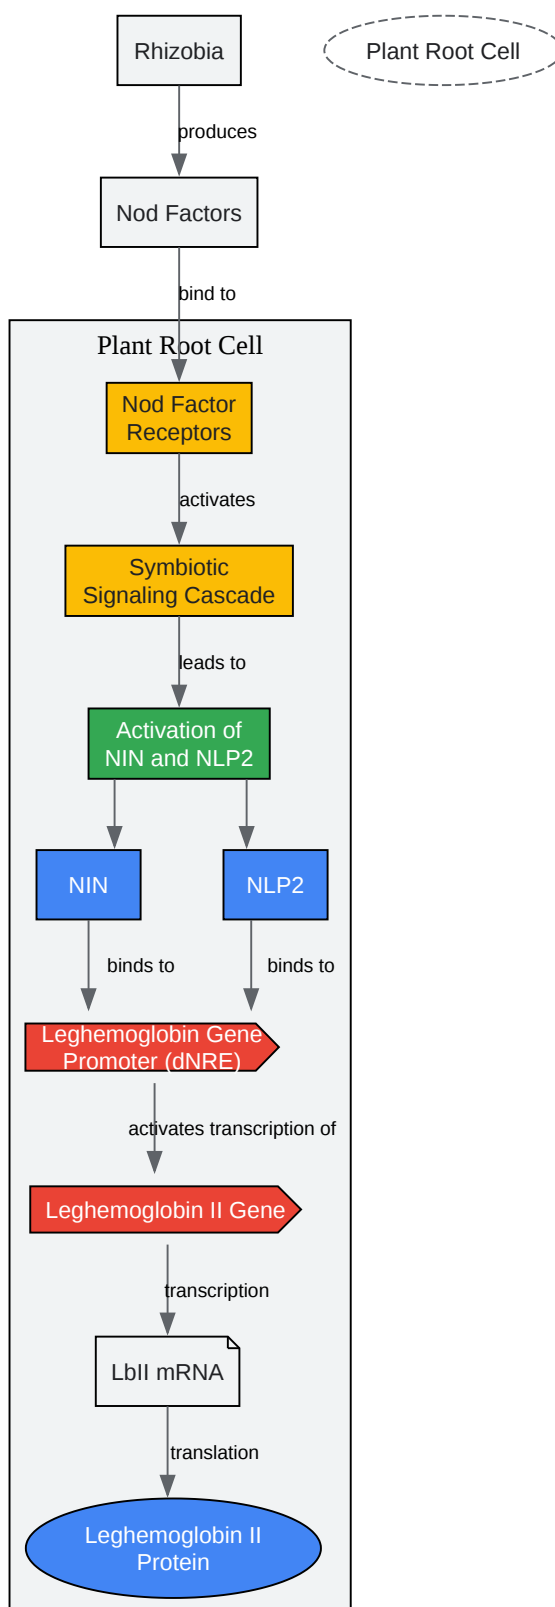 Rhizobia
Plant Root Cell
produces
Nod Factors
bind to
Plant Root Cell
Nod Factor
Receptors
activates
Symbiotic
Signaling Cascade
leads to
Activation of
NIN and NLP2
NIN
NLP2
binds to
binds to
Leghemoglobin Gene
Promoter (dNRE)
activates transcription of
Leghemoglobin II Gene
transcription
LbII mRNA
translation
Leghemoglobin II
Protein